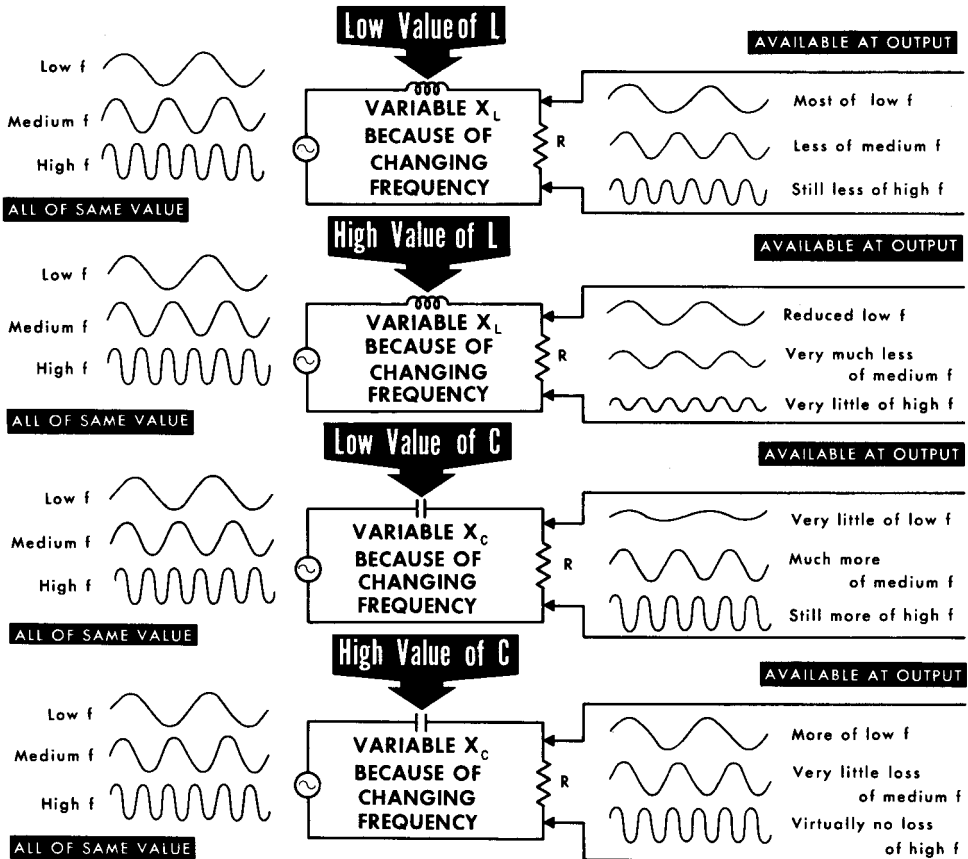 Low Value of L
AVAILABLE AT OUTPUT
Low f
Medium f
High f
ALL OF SAME VALUE
VARIABLE XL
BECAUSE OF
CHANGING
FREQUENCY
R
Most of low f
Less of medium f
Still less of high f
High Value of L
AVAILABLE AT OUTPUT
Low f
Medium f
High f
ALL OF SAME VALUE
VARIABLE XL
BECAUSE OF
CHANGING
FREQUENCY
R
Reduced low f
Very much less
of medium f
Very little of high f
Low Value of C
AVAILABLE AT OUTPUT
Low f
Medium f
High f
ALL OF SAME VALUE
VARIABLE XC
BECAUSE OF
CHANGING
FREQUENCY
R
Very little of low f
Much more
of medium f
Still more of high f
High Value of C
AVAILABLE AT OUTPUT
Low f
Medium f
High f
ALL OF SAME VALUE
VARIABLE XC
BECAUSE OF
CHANGING
FREQUENCY
R
More of low f
Very little loss
of medium f
Virtually no loss
of high f